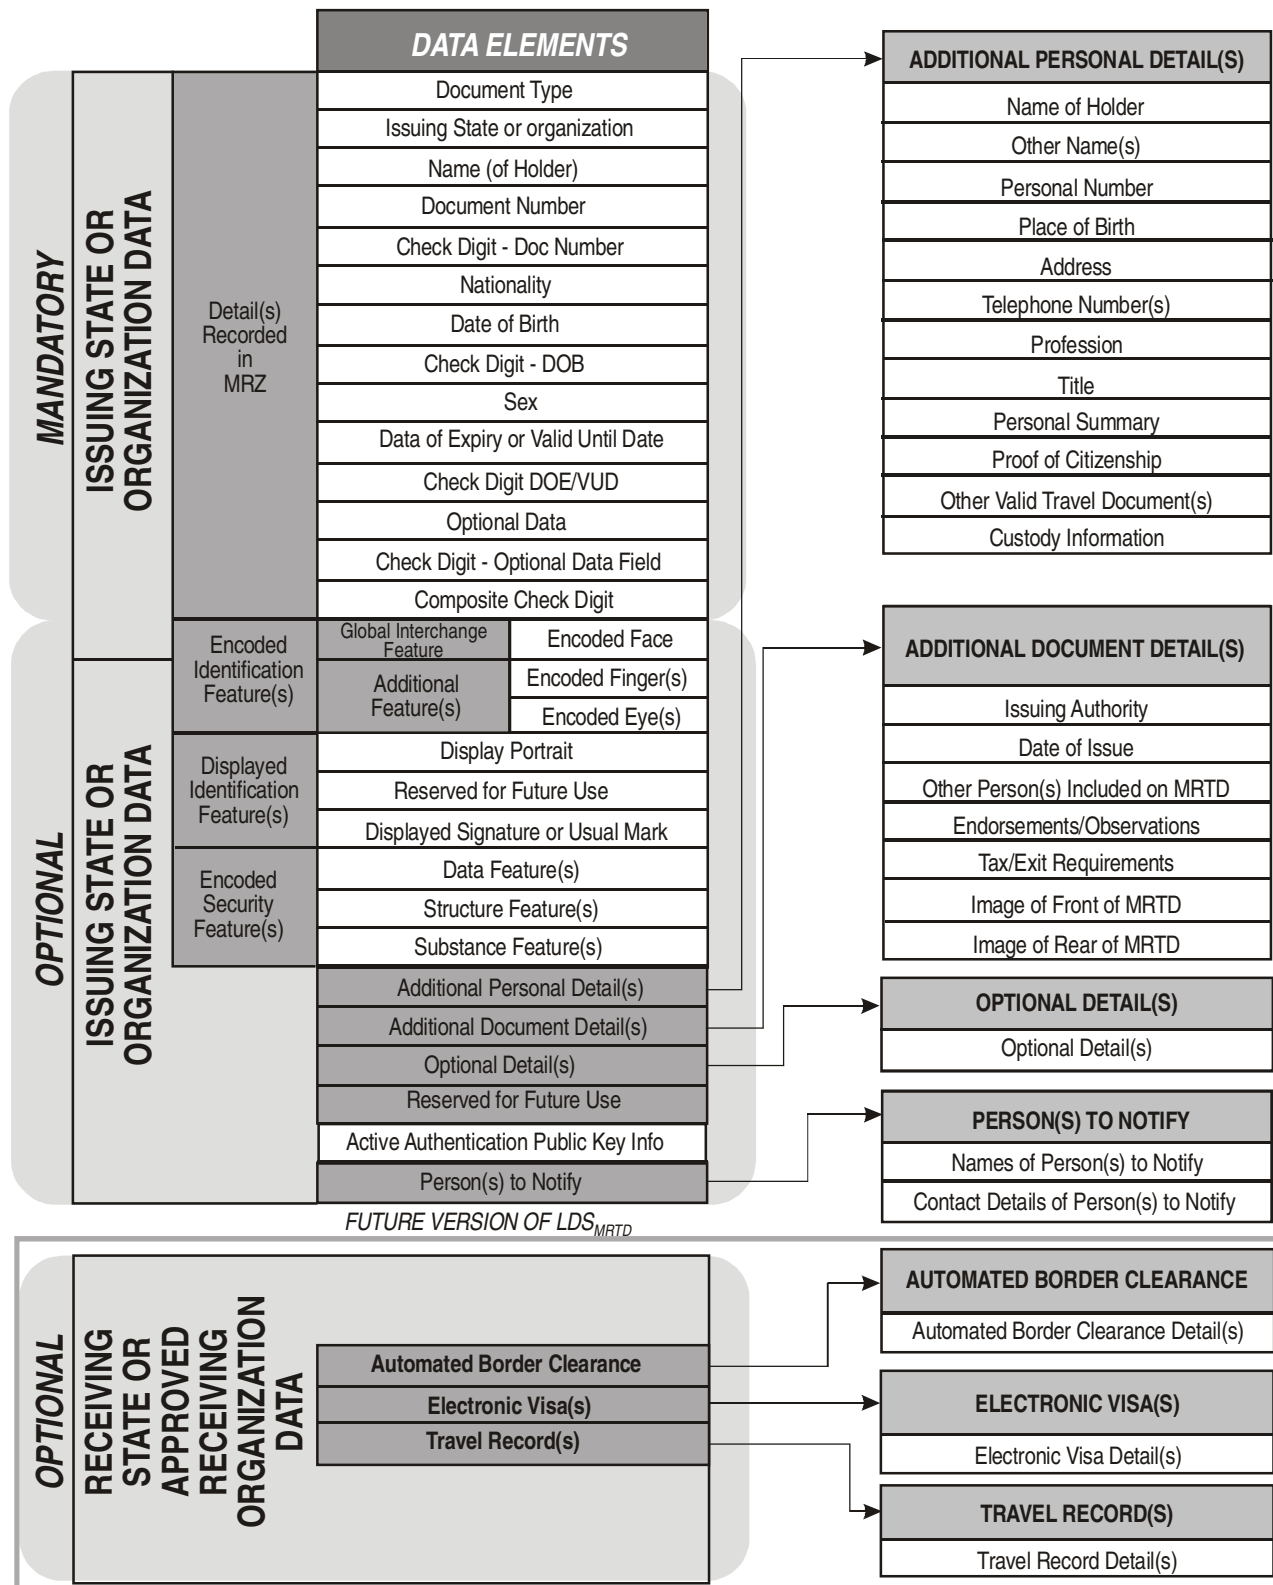 DATA ELEMENTS
MANDATORY
ISSUING STATE OR
ORGANIZATION DATA
Detail(s)
Recorded
in
MRZ
Document Type
Issuing State or organization
Name (of Holder)
Document Number
Check Digit - Doc Number
Nationality
Date of Birth
Check Digit - DOB
Sex
Data of Expiry or Valid Until Date
Check Digit DOE/VUD
Optional Data
Check Digit - Optional Data Field
Composite Check Digit
OPTIONAL
ISSUING STATE OR
ORGANIZATION DATA
Encoded
Identification
Feature(s)
Global Interchange
Feature
Encoded Face
Additional
Feature(s)
Encoded Finger(s)
Encoded Eye(s)
Displayed
Identification
Feature(s)
Display Portrait
Reserved for Future Use
Displayed Signature or Usual Mark
Encoded
Security
Feature(s)
Data Feature(s)
Structure Feature(s)
Substance Feature(s)
Additional Personal Detail(s)
Additional Document Detail(s)
Optional Detail(s)
Reserved for Future Use
Active Authentication Public Key Info
Person(s) to Notify
ADDITIONAL PERSONAL DETAIL(S)
Name of Holder
Other Name(s)
Personal Number
Place of Birth
Address
Telephone Number(s)
Profession
Title
Personal Summary
Proof of Citizenship
Other Valid Travel Document(s)
Custody Information
ADDITIONAL DOCUMENT DETAIL(S)
Issuing Authority
Date of Issue
Other Person(s) Included on MRTD
Endorsements/Observations
Tax/Exit Requirements
Image of Front of MRTD
Image of Rear of MRTD
OPTIONAL DETAIL(S)
Optional Detail(s)
PERSON(S) TO NOTIFY
Names of Person(s) to Notify
Contact Details of Person(s) to Notify
FUTURE VERSION OF LDS MRTD
OPTIONAL
RECEIVING
STATE OR
APPROVED
RECEIVING
ORGANIZATION
DATA
Automated Border Clearance
Electronic Visa(s)
Travel Record(s)
AUTOMATED BORDER CLEARANCE
Automated Border Clearance Detail(s)
ELECTRONIC VISA(S)
Electronic Visa Detail(s)
TRAVEL RECORD(S)
Travel Record Detail(s)